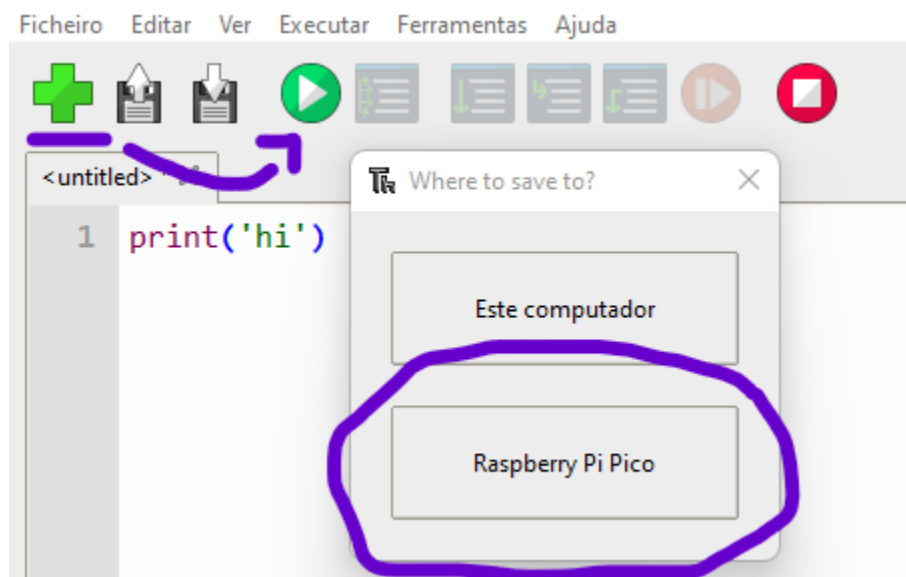 Ficheiro Editar Ver Executar Ferramentas Ajuda
<untitled>
Where to save to?
1 print('hi')
Este computador
Raspberry Pi Pico